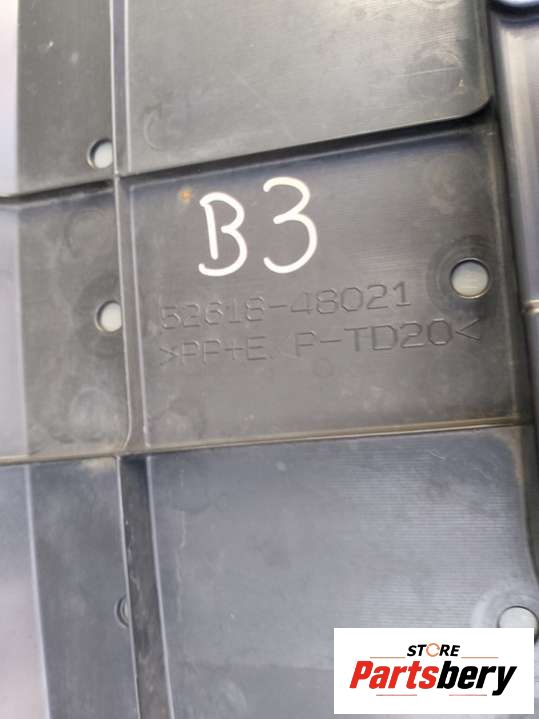 B3
52618-48021
>PP+E/P-TD20<
STORE
Partsbery